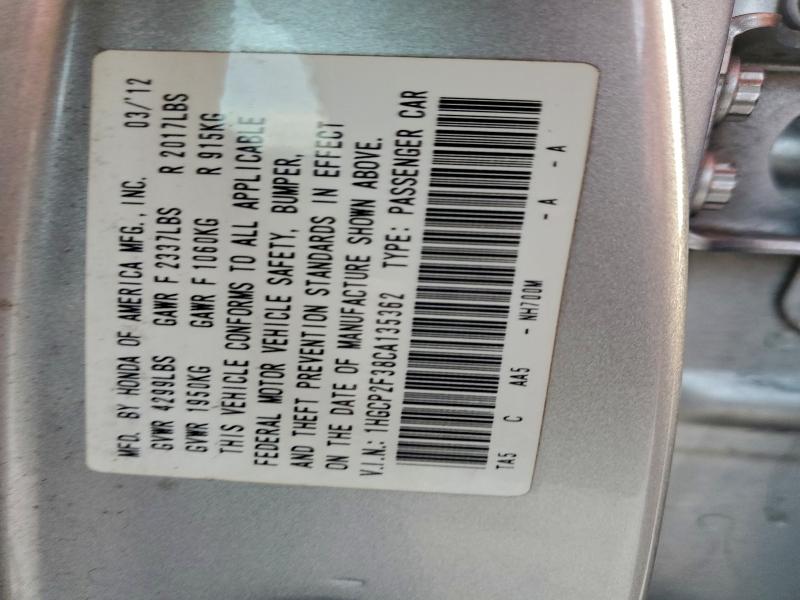 MFD. BY HONDA OF AMERICA MFG., INC. 03/'12
GVWR 4299LBS GAWR F 2337LBS R 2017LBS
GVWR 1950KG GAWR F 1060KG R 915KG
THIS VEHICLE CONFORMS TO ALL APPLICABLE
FEDERAL MOTOR VEHICLE SAFETY, BUMPER,
AND THEFT PREVENTION STANDARDS IN EFFECT
ON THE DATE OF MANUFACTURE SHOWN ABOVE.
V.I.N.: 1HGCP2F38CA135362 TYPE: PASSENGER CAR
TA5 C AA5 - NH700M - A - A